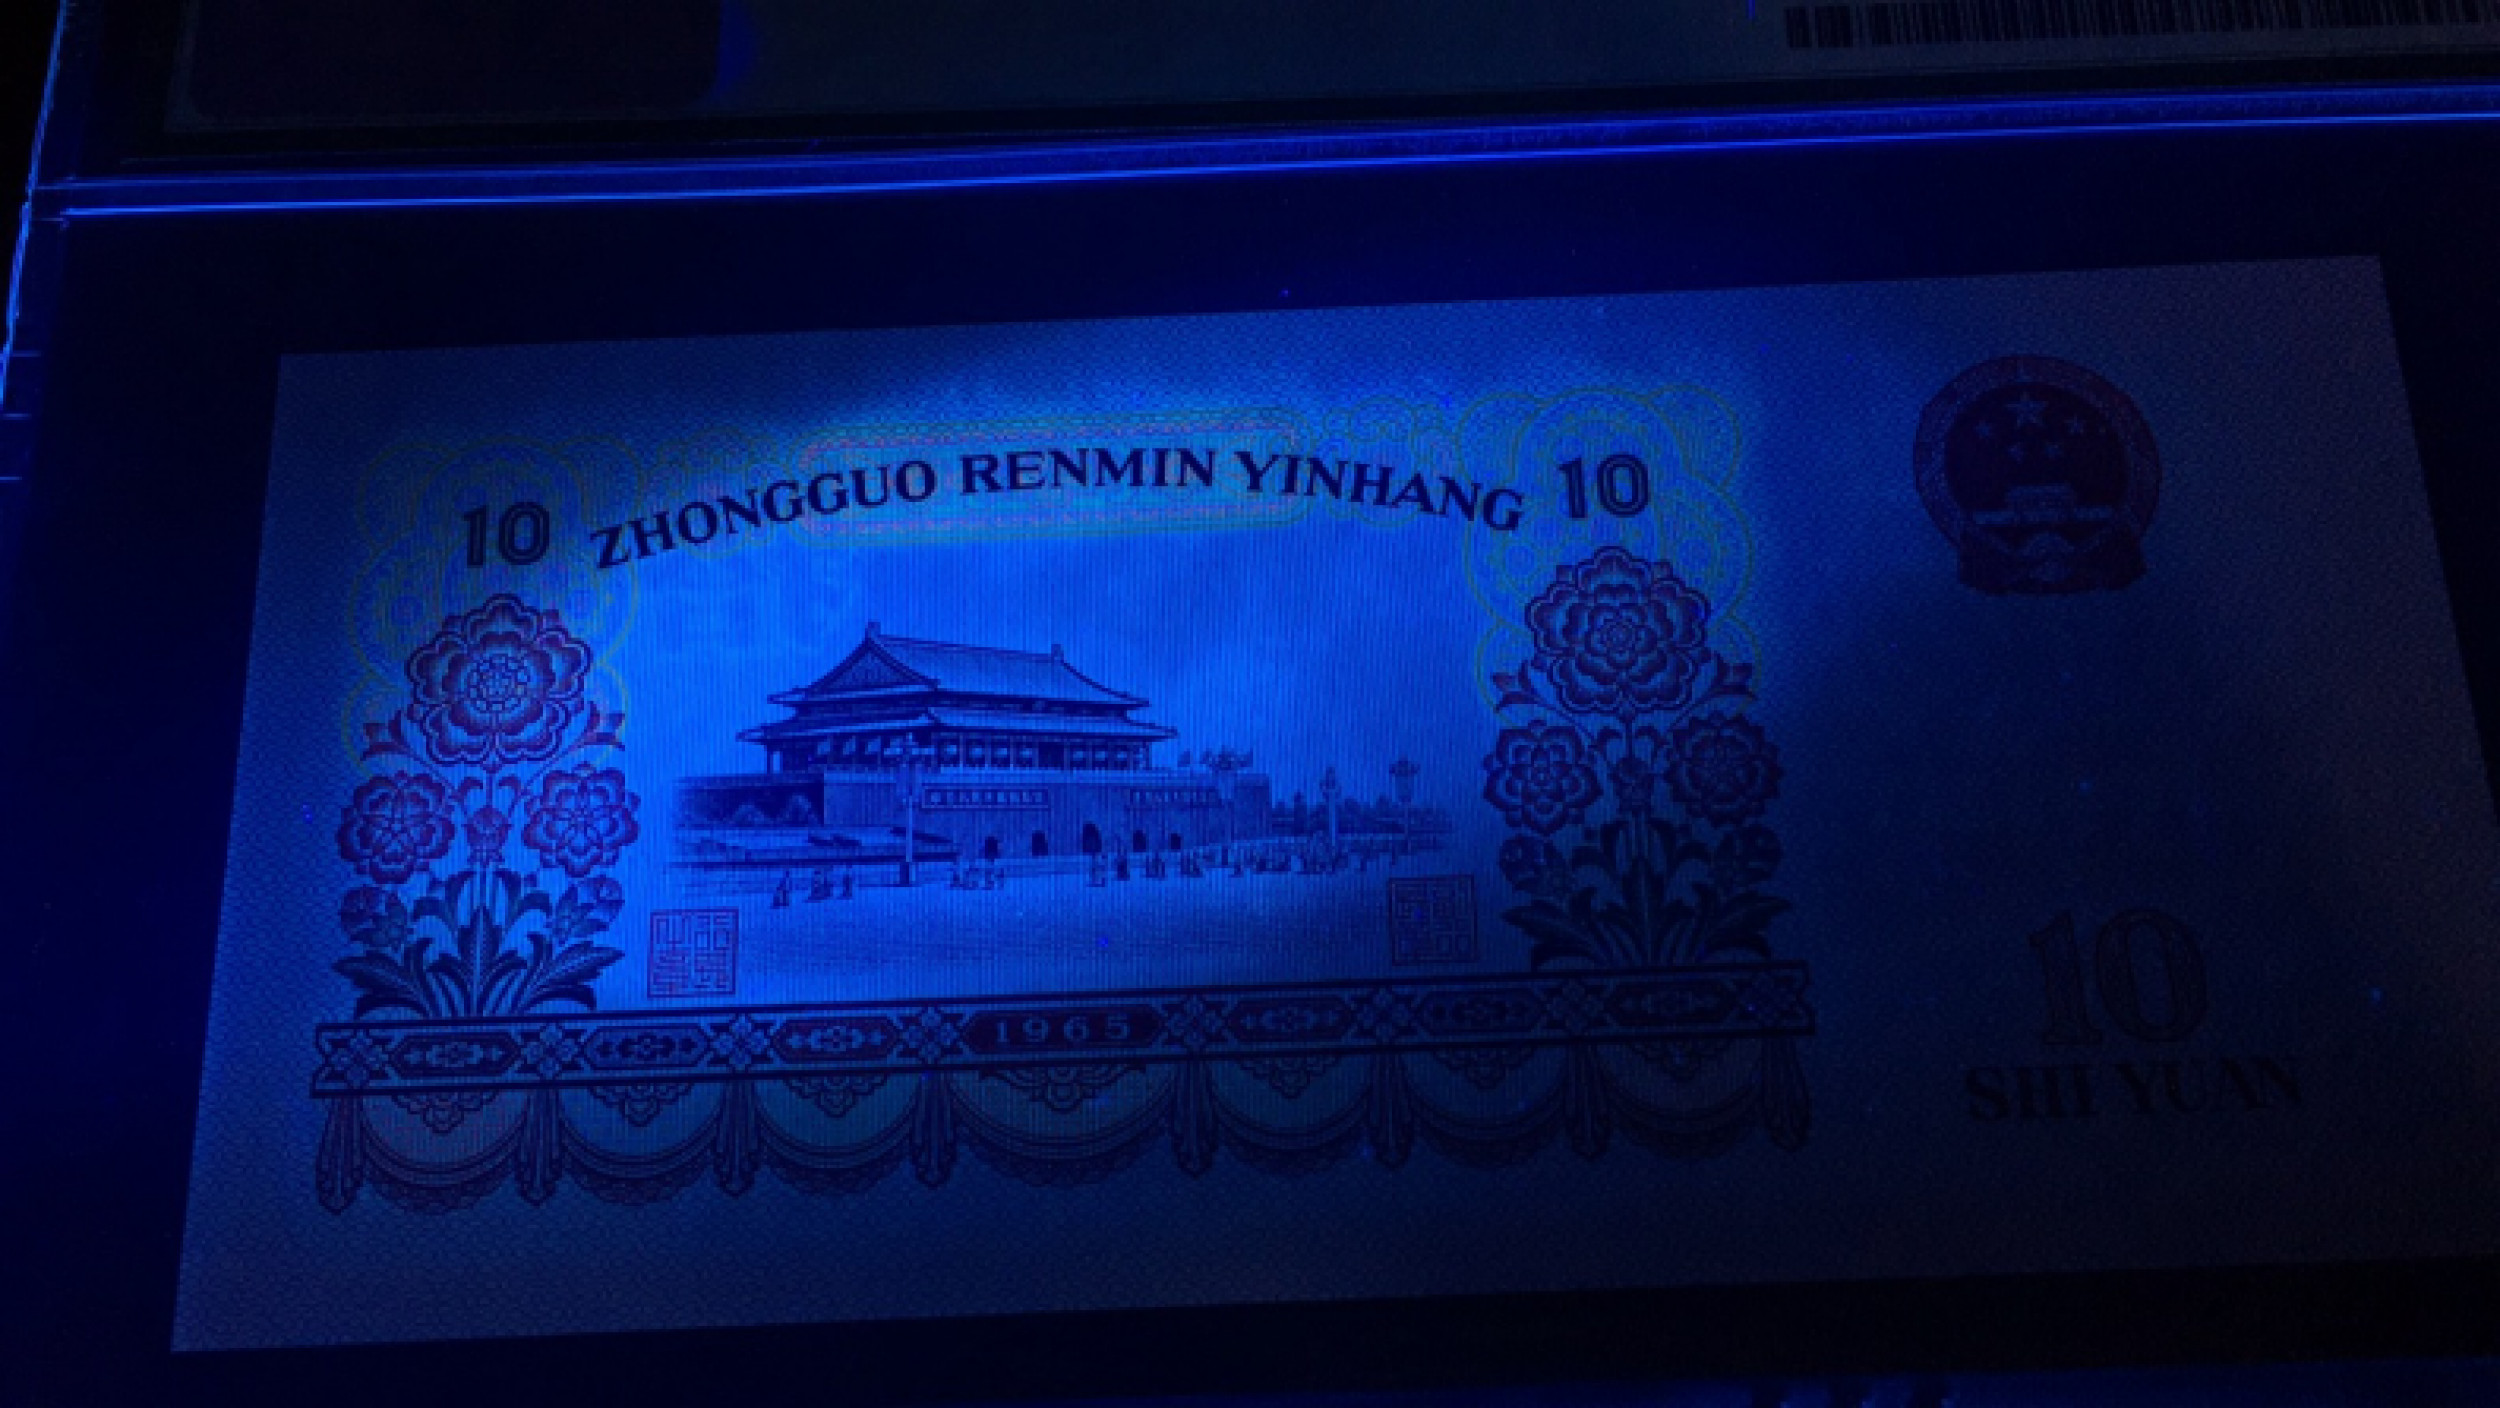 10 ZHONGGUO RENMIN YINHANG 10
1965
10
SHI YUAN